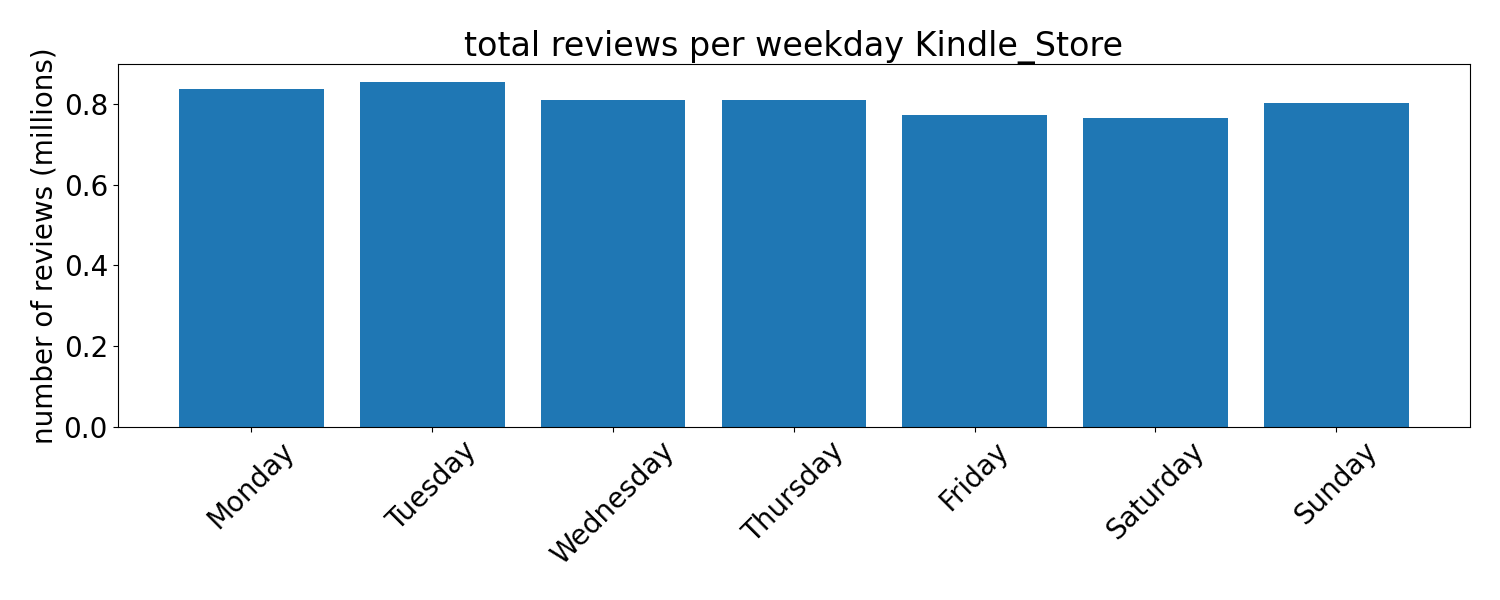 total reviews per weekday Kindle_Store
number of reviews (millions)
0.8
0.6
0.4
0.2
0.0
Monday
Tuesday
Wednesday
Thursday
Friday
Saturday
Sunday